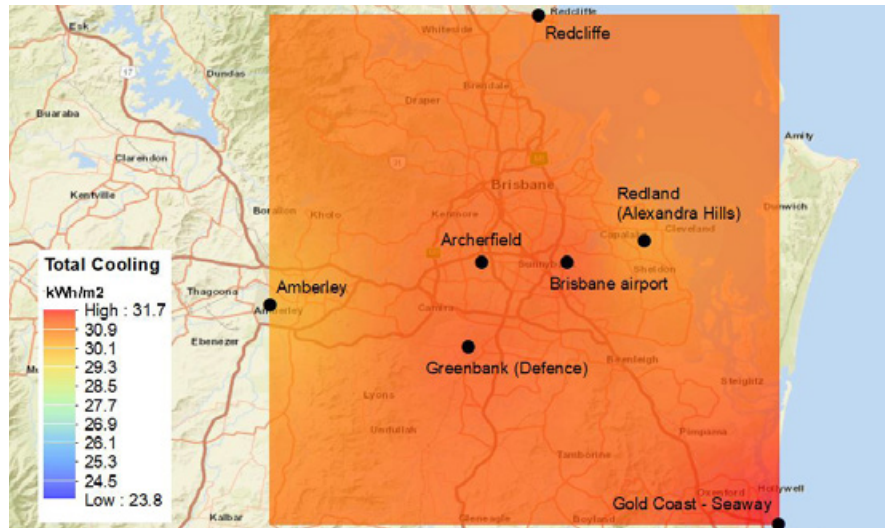 Esk
Redcliffe
Whiteside
Redcliffe
17
Dundas
Brendale
Draper
Buaraba
Amity
Clarendon
Kentville
Brisbane
Redland
(Alexandra Hills)
Dunwich
Borallon
Kholo
Kenmore
Cleveland
Archerfield
Total Cooling
Sheldon
Amberley
Brisbane airport
kWh/m2
Thagoona
High : 31.7
Amberley
30.9
30.1
Ebenezer
29.3
Greenbank (Defence)
Beenleigh
28.5
Steiglitz
27.7
Lyons
26.9
Undullah
Pimpama
26.1
25.3
Tamborine
24.5
Oxenford
Hollywell
Low : 23.8
Gold Coast - Seaway
Kalbar
Gleneagle
Boyland